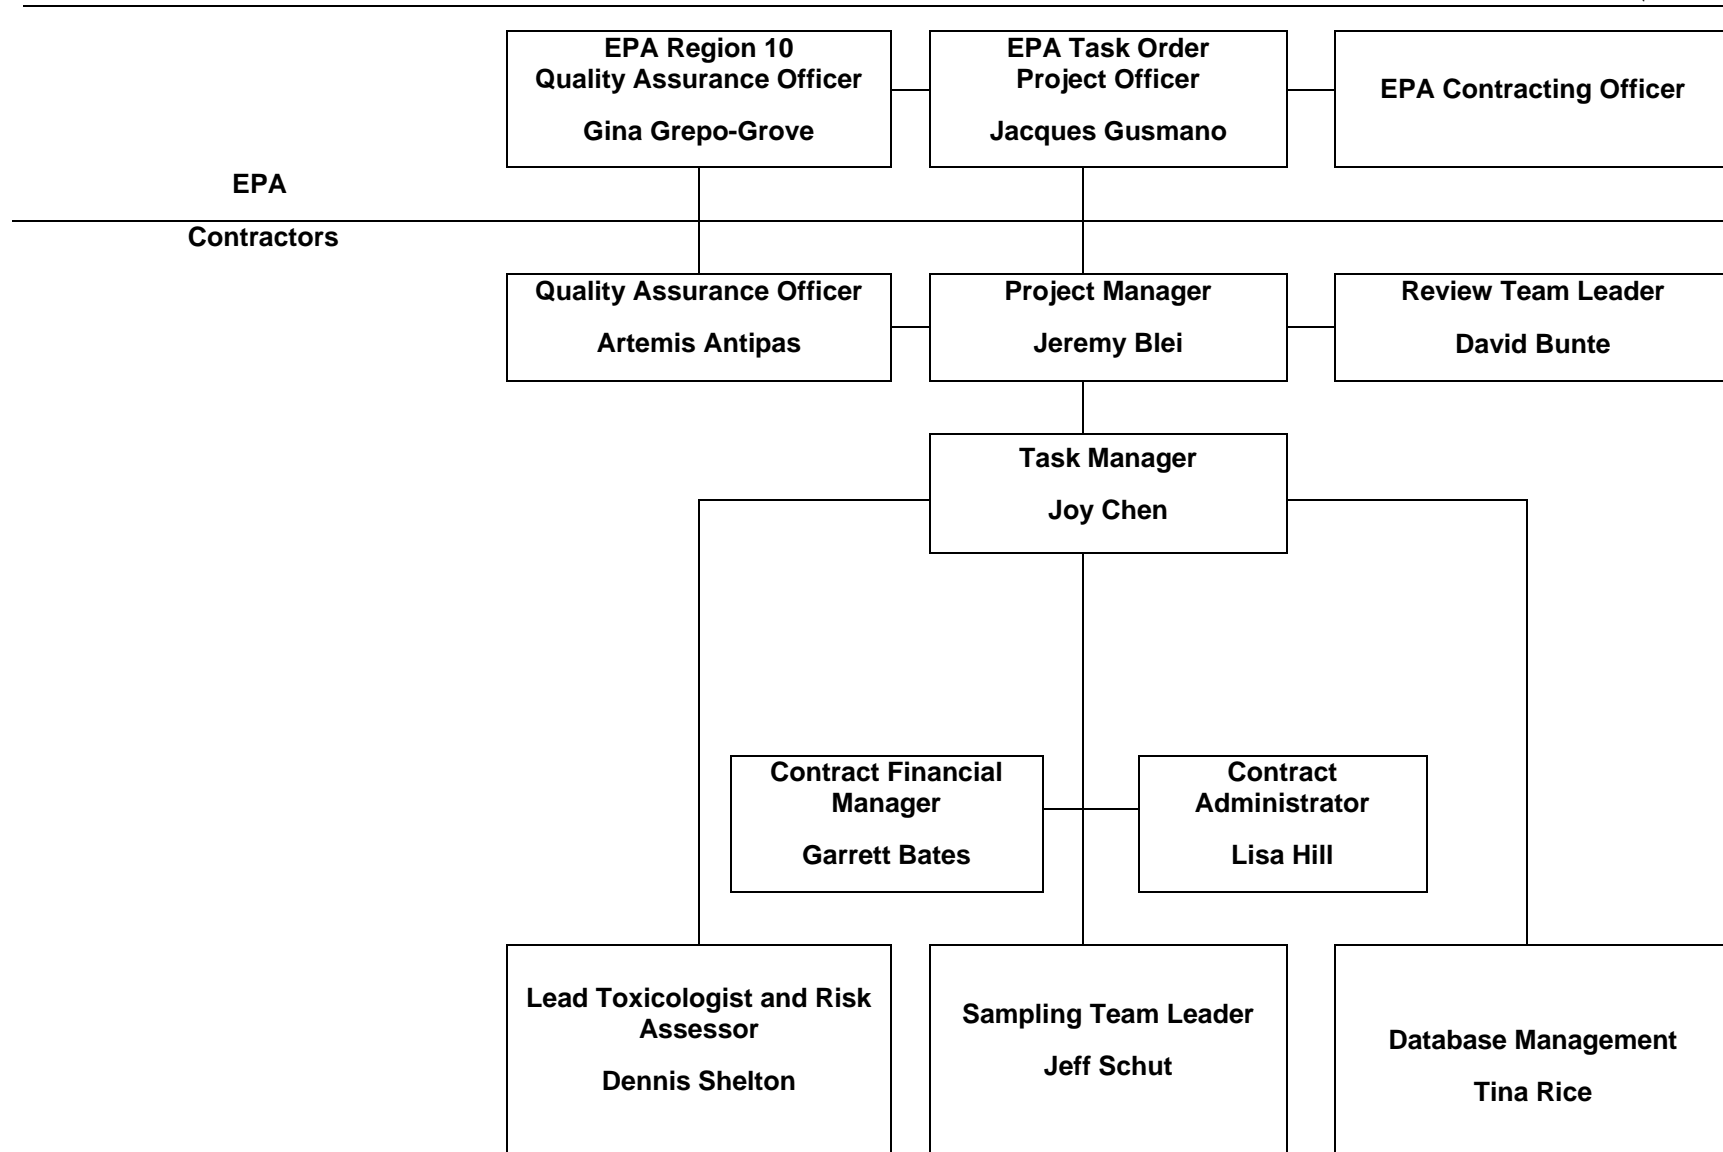 EPA Region 10
Quality Assurance Officer
Gina Grepo-Grove
EPA Task Order
Project Officer
Jacques Gusmano
EPA Contracting Officer
EPA
Contractors
Quality Assurance Officer
Artemis Antipas
Project Manager
Jeremy Blei
Review Team Leader
David Bunte
Task Manager
Joy Chen
Contract Financial
Manager
Garrett Bates
Contract
Administrator
Lisa Hill
Lead Toxicologist and Risk
Assessor
Dennis Shelton
Sampling Team Leader
Jeff Schut
Database Management
Tina Rice